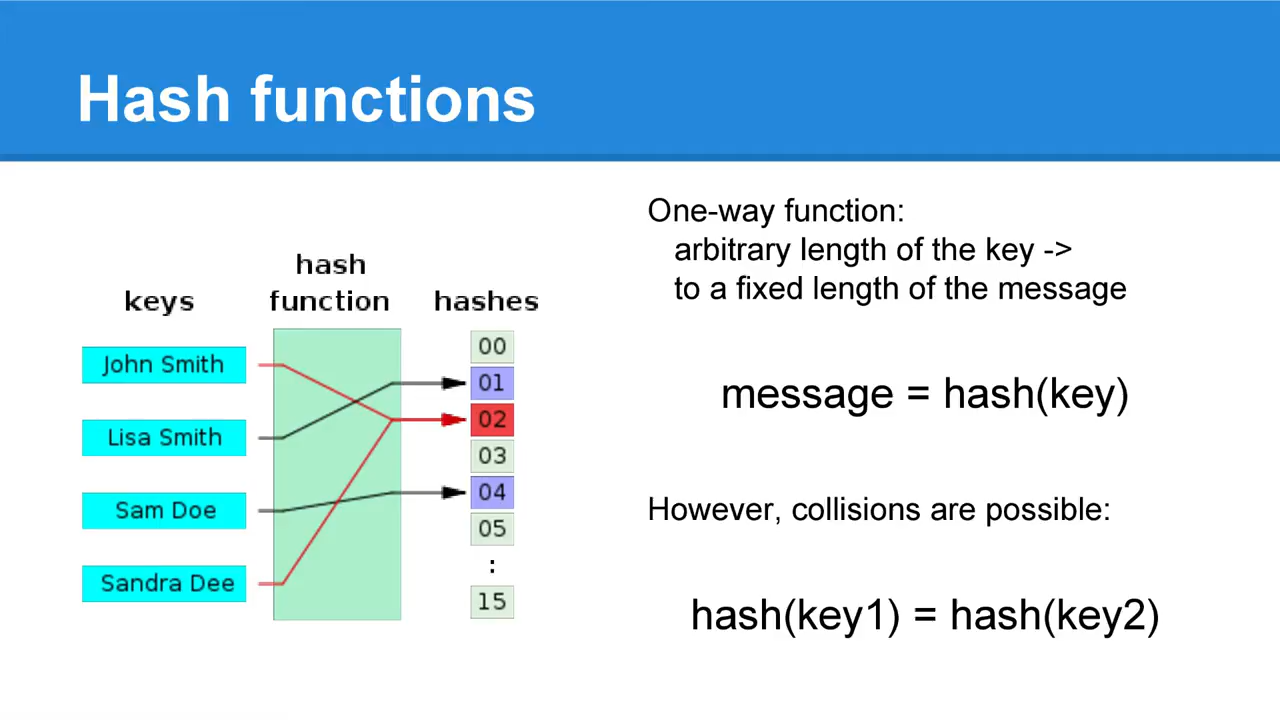 Hash functions
hash
keys function hashes
John Smith
Lisa Smith
Sam Doe
Sandra Dee
00
01
02
03
04
05
:
15
One-way function:
arbitrary length of the key ->
to a fixed length of the message
message = hash(key)
However, collisions are possible:
hash(key1) = hash(key2)